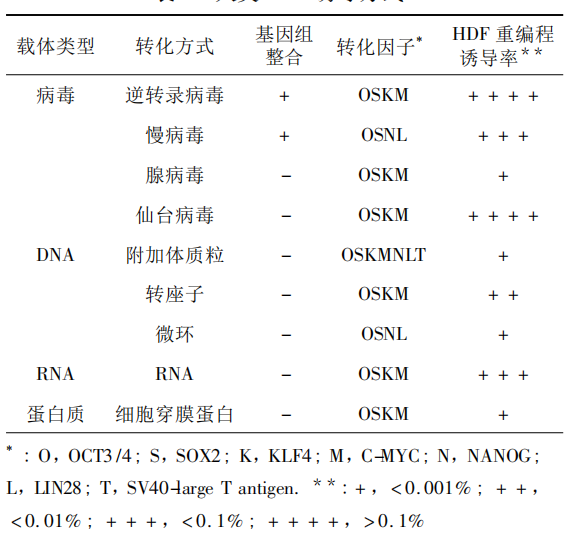 载体类型 转化方式 基因组整合 转化因子* HDF 重编程诱导率**
病毒 逆转录病毒 + OSKM ++++
慢病毒 + OSNL +++
腺病毒 − OSKM +
仙台病毒 − OSKM ++++
DNA 附加体质粒 − OSKMNLT +
转座子 − OSKM ++
微环 − OSNL +
RNA RNA − OSKM +++
蛋白质 细胞穿膜蛋白 − OSKM +
*：O，OCT3/4；S，SOX2；K，KLF4；M，C-MYC；N，NANOG；
L，LIN28；T，SV40-large T antigen. **：+，<0.001%；++，
<0.01%；+++，<0.1%；++++，>0.1%